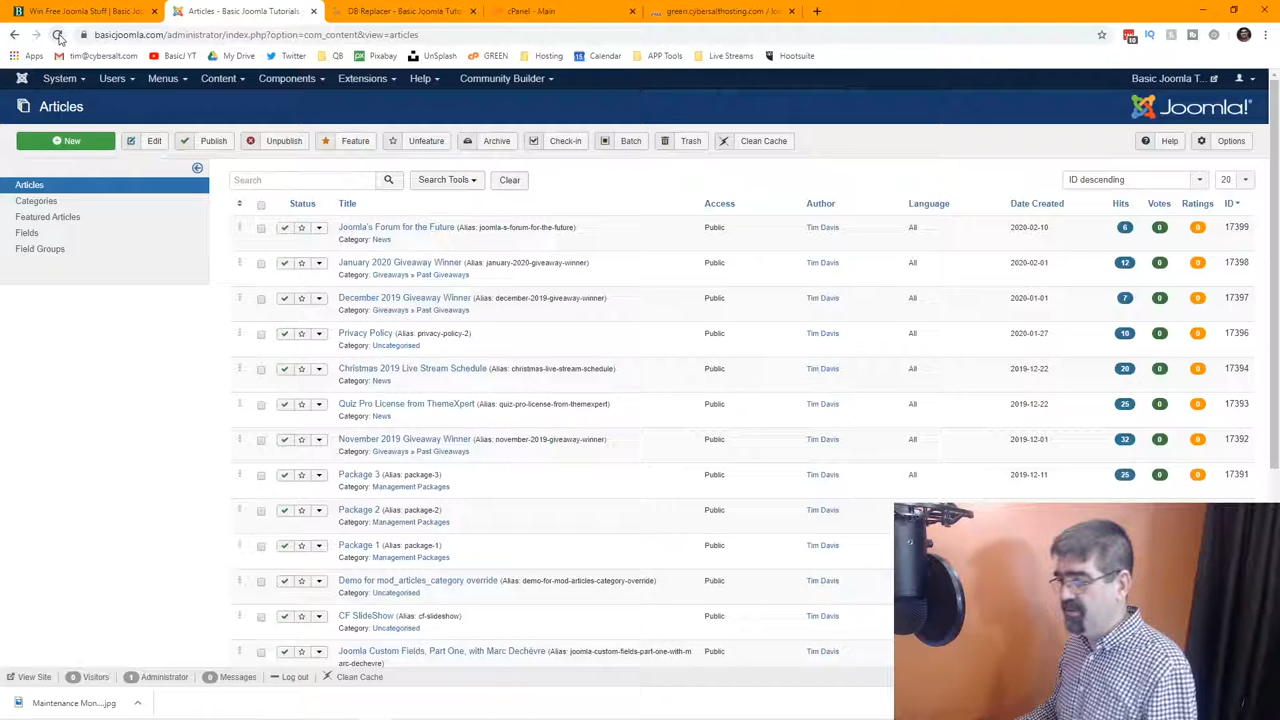 Win Free Joomla Stuff | Basic Joo
Articles - Basic Joomla Tutorials
DB Replacer - Basic Joomla Tuto
cPanel - Main
green.cybersalthosting.com / loc
basicjoomla.com/administrator/index.php?option=com_content&view=articles
Apps tim@cybersalt.com BasicJ YT My Drive Twitter QB Pixabay UnSplash GREEN Hosting Calendar APP Tools Live Streams
System Users Menus Content Components Extensions Help Community Builder Basic Joomla T...
Articles Joomla!
New Edit Publish Unpublish Feature Unfeature Archive Check-in Batch Trash Clean Cache Help Options
Search Search Tools Clear ID descending 20
Articles
Categories
Featured Articles
Fields
Field Groups
Status Title Access Author Language Date Created Hits Votes Ratings ID
Joomla's Forum for the Future (Alias: joomla-s-forum-for-the-future) Public Tim Davis All 2020-02-10 6 0 0 17399
Category: News
January 2020 Giveaway Winner (Alias: january-2020-giveaway-winner) Public Tim Davis All 2020-02-01 12 0 0 17398
Category: Giveaways » Past Giveaways
December 2019 Giveaway Winner (Alias: december-2019-giveaway-winner) Public Tim Davis All 2020-01-01 7 0 0 17397
Category: Giveaways » Past Giveaways
Privacy Policy (Alias: privacy-policy-2) Public Tim Davis All 2020-01-27 10 0 0 17396
Category: Uncategorised
Christmas 2019 Live Stream Schedule (Alias: christmas-live-stream-schedule) Public Tim Davis All 2019-12-22 20 0 0 17394
Category: News
Quiz Pro License from ThemeXpert (Alias: quiz-pro-license-from-themexpert) Public Tim Davis All 2019-12-22 25 0 0 17393
Category: News
November 2019 Giveaway Winner (Alias: november-2019-giveaway-winner) Public Tim Davis All 2019-12-01 32 0 0 17392
Category: Giveaways » Past Giveaways
Package 3 (Alias: package-3) Public Tim Davis All 2019-12-11 25 0 0 17391
Category: Management Packages
Package 2 (Alias: package-2) Public Tim Davis
Category: Management Packages
Package 1 (Alias: package-1) Public Tim Davis
Category: Management Packages
Demo for mod_articles_category override (Alias: demo-for-mod-articles-category-override) Public Tim Davis
Category: Uncategorised
CF SlideShow (Alias: cf-slideshow) Public Tim Davis
Category: Uncategorised
Joomla Custom Fields, Part One, with Marc Dechèvre (Alias: joomla-custom-fields-part-one-with-m Public Tim Davis
arc-dechevre)
View Site 0 Visitors 1 Administrator 0 Messages Log out Clean Cache
Maintenance Mon....jpg